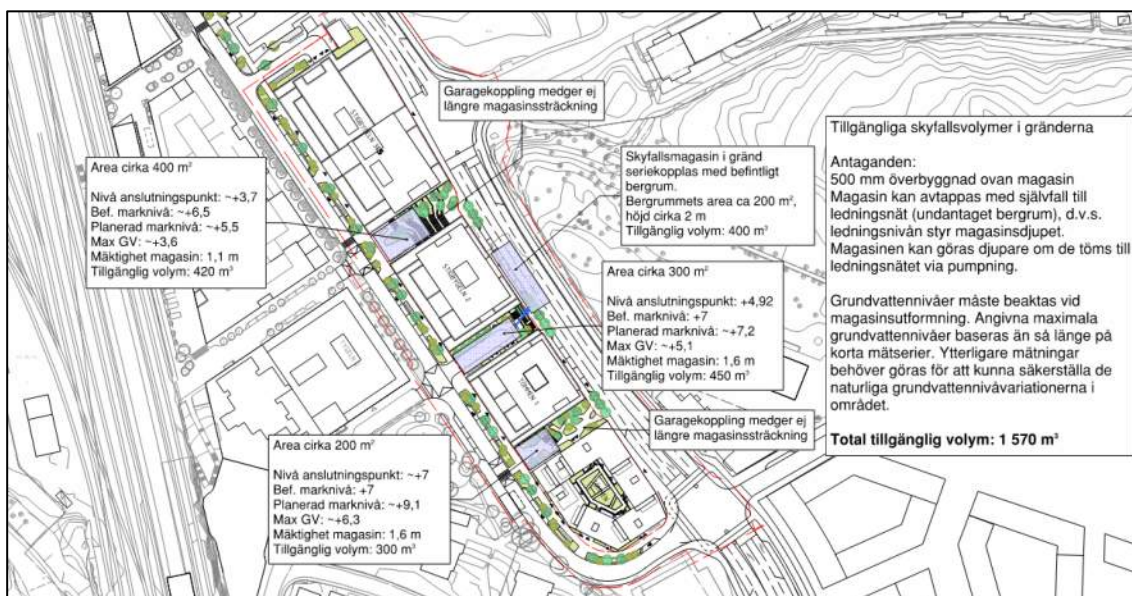 Garagekoppling medger ej
längre magasinssträckning
Area cirka 400 m²
Nivå anslutningspunkt: ~+3,7
Bef. marknivå: ~+6,5
Planerad marknivå: ~+5,5
Max GV: ~+3,6
Mäktighet magasin: 1,1 m
Tillgänglig volym: 420 m³
Skyfallsmagasin i gränd
seriekopplas med befintligt
bergrum.
Bergrummets area ca 200 m²,
höjd cirka 2 m
Tillgänglig volym: 400 m³
Area cirka 300 m²
Nivå anslutningspunkt: +4,92
Bef. marknivå: +7
Planerad marknivå: ~+7,2
Max GV: ~+5,1
Mäktighet magasin: 1,6 m
Tillgänglig volym: 450 m³
Garagekoppling medger ej
längre magasinssträckning
Area cirka 200 m²
Nivå anslutningspunkt: ~+7
Bef. marknivå: +7
Planerad marknivå: ~+9,1
Max GV: ~+6,3
Mäktighet magasin: 1,6 m
Tillgänglig volym: 300 m³
Tillgängliga skyfallsvolymer i gränderna
Antaganden:
500 mm överbyggnad ovan magasin
Magasin kan avtappas med självfall till
ledningsnät (undantaget bergrum), d.v.s.
ledningsnivån styr magasinsdjupet.
Magasinen kan göras djupare om de töms till
ledningsnätet via pumpning.
Grundvattennivåer måste beaktas vid
magasinsutformning. Angivna maximala
grundvattennivåer baseras än så länge på
korta mätserier. Ytterligare mätningar
behöver göras för att kunna säkerställa de
naturliga grundvattennivåvariationerna i
området.
Total tillgänglig volym: 1 570 m³